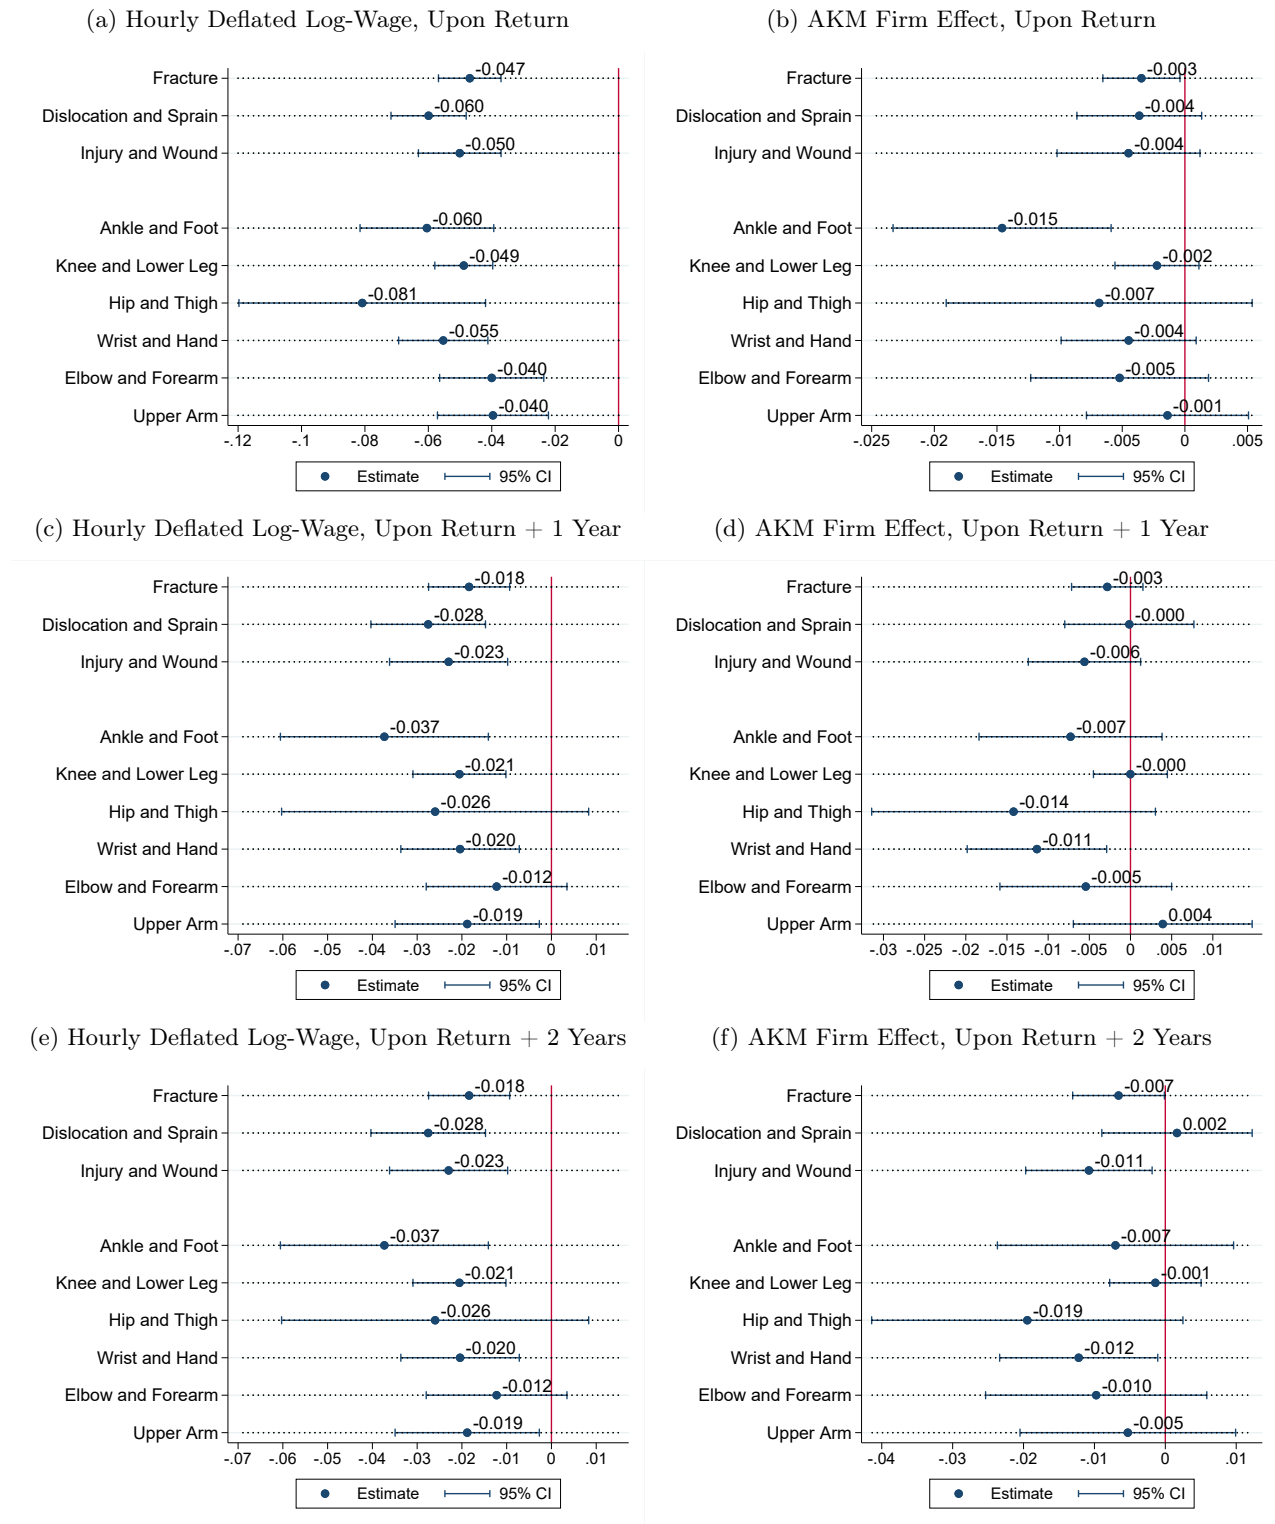 (a) Hourly Deflated Log-Wage, Upon Return
Fracture -0.047
Dislocation and Sprain -0.060
Injury and Wound -0.050
Ankle and Foot -0.060
Knee and Lower Leg -0.049
Hip and Thigh -0.081
Wrist and Hand -0.055
Elbow and Forearm -0.040
Upper Arm -0.040
-.12 -.1 -.08 -.06 -.04 -.02 0
Estimate 95% CI
(b) AKM Firm Effect, Upon Return
Fracture -0.003
Dislocation and Sprain -0.004
Injury and Wound -0.004
Ankle and Foot -0.015
Knee and Lower Leg -0.002
Hip and Thigh -0.007
Wrist and Hand -0.004
Elbow and Forearm -0.005
Upper Arm -0.001
-.025 -.02 -.015 -.01 -.005 0 .005
Estimate 95% CI
(c) Hourly Deflated Log-Wage, Upon Return + 1 Year
Fracture -0.018
Dislocation and Sprain -0.028
Injury and Wound -0.023
Ankle and Foot -0.037
Knee and Lower Leg -0.021
Hip and Thigh -0.026
Wrist and Hand -0.020
Elbow and Forearm -0.012
Upper Arm -0.019
-.07 -.06 -.05 -.04 -.03 -.02 -.01 0 .01
Estimate 95% CI
(d) AKM Firm Effect, Upon Return + 1 Year
Fracture -0.003
Dislocation and Sprain -0.000
Injury and Wound -0.006
Ankle and Foot -0.007
Knee and Lower Leg -0.000
Hip and Thigh -0.014
Wrist and Hand -0.011
Elbow and Forearm -0.005
Upper Arm 0.004
-.03 -.025 -.02 -.015 -.01 -.005 0 .005 .01
Estimate 95% CI
(e) Hourly Deflated Log-Wage, Upon Return + 2 Years
Fracture -0.018
Dislocation and Sprain -0.028
Injury and Wound -0.023
Ankle and Foot -0.037
Knee and Lower Leg -0.021
Hip and Thigh -0.026
Wrist and Hand -0.020
Elbow and Forearm -0.012
Upper Arm -0.019
-.07 -.06 -.05 -.04 -.03 -.02 -.01 0 .01
Estimate 95% CI
(f) AKM Firm Effect, Upon Return + 2 Years
Fracture -0.007
Dislocation and Sprain 0.002
Injury and Wound -0.011
Ankle and Foot -0.007
Knee and Lower Leg -0.001
Hip and Thigh -0.019
Wrist and Hand -0.012
Elbow and Forearm -0.010
Upper Arm -0.005
-.04 -.03 -.02 -.01 0 .01
Estimate 95% CI